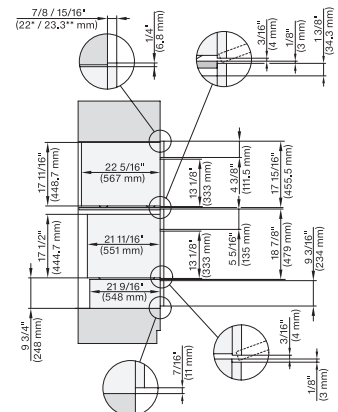 7/8 / 15/16"
(22* / 23.3** mm)
1/4"
(6.8 mm)
3/16"
(4 mm)
1/8"
(3 mm)
1 3/8"
(34.3 mm)
17 11/16"
(448.7 mm)
22 5/16"
(567 mm)
13 1/8"
(333 mm)
4 3/8"
(111.5 mm)
17 15/16"
(455.5 mm)
17 1/2"
(444.7 mm)
21 11/16"
(551 mm)
13 1/8"
(333 mm)
5 5/16"
(135 mm)
18 7/8"
(479 mm)
9 3/16"
(234 mm)
21 9/16"
(548 mm)
9 3/4"
(248 mm)
7/16"
(11 mm)
3/16"
(4 mm)
1/8"
(3 mm)